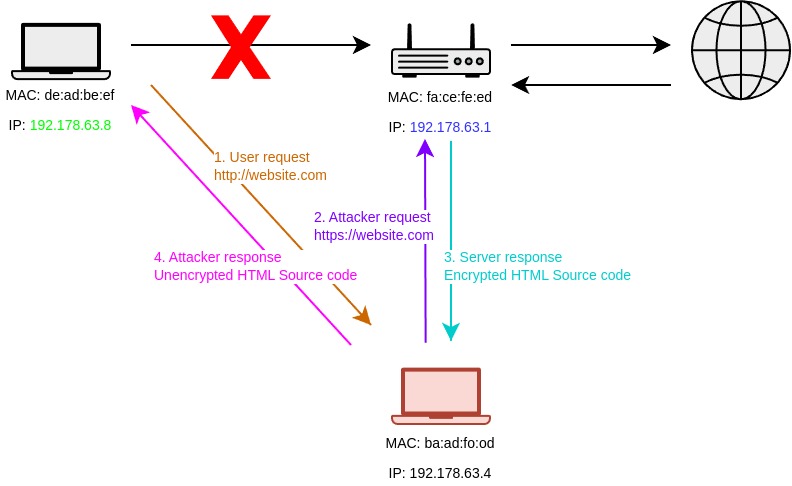 MAC: de:ad:be:ef
IP: 192.178.63.8
MAC: fa:ce:fe:ed
IP: 192.178.63.1
1. User request
http://website.com
2. Attacker request
https://website.com
4. Attacker response
Unencrypted HTML Source code
3. Server response
Encrypted HTML Source code
MAC: ba:ad:fo:od
IP: 192.178.63.4